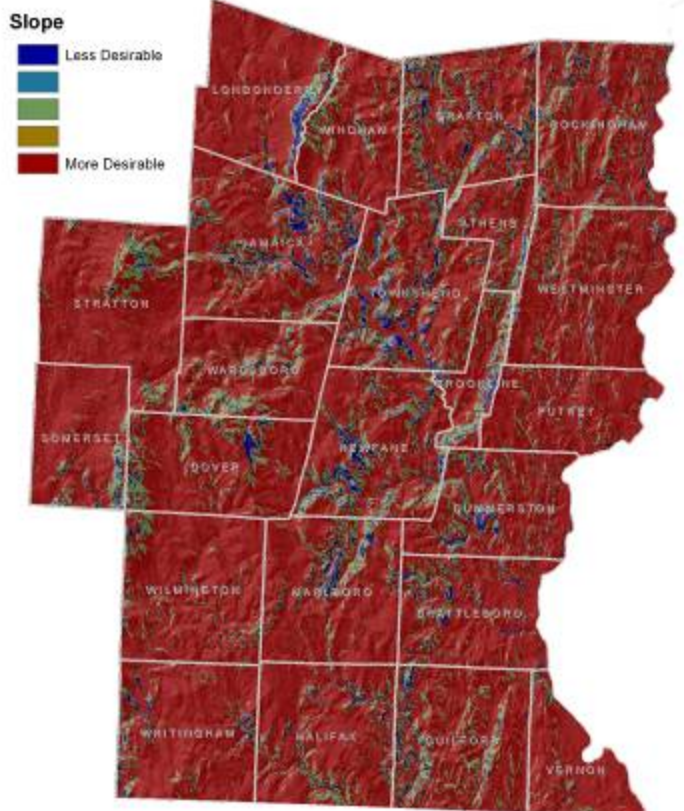 Slope
Less Desirable
More Desirable
LONDONDERRY
WINDHAM
GRAFTON
ROCKINGHAM
JAMAICA
ATHENS
STRATTON
TOWNSHEND
WESTMINSTER
WARDSBORO
BROOKLINE
PUTNEY
SOMERSET
DOVER
NEWFANE
DUMMERSTON
WILMINGTON
MARLBORO
BRATTLEBORO
WHITINGHAM
HALIFAX
GUILFORD
VERNON